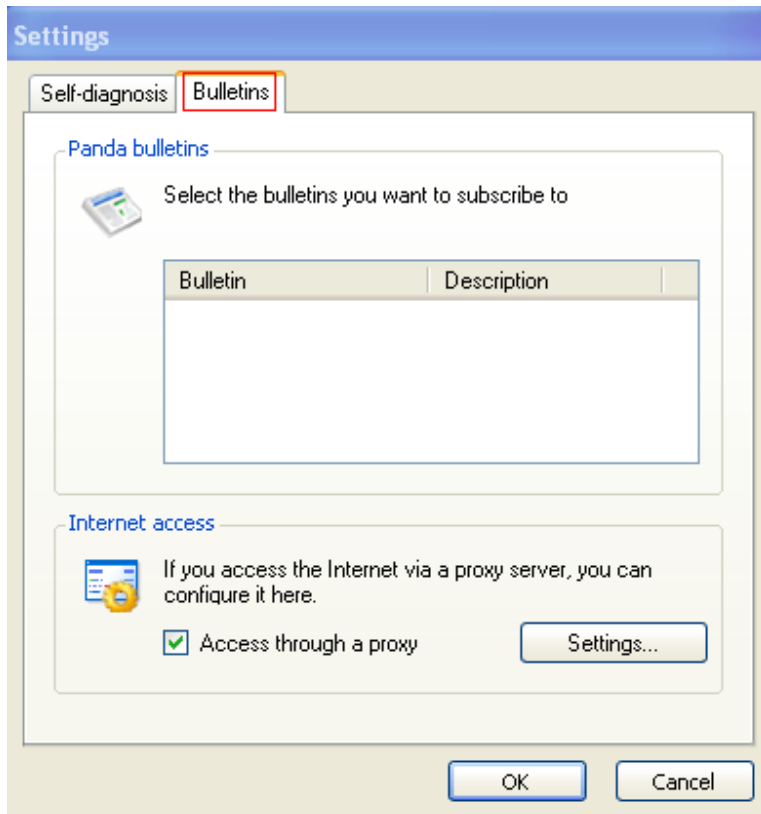 Settings
Self-diagnosis Bulletins
Panda bulletins
Select the bulletins you want to subscribe to
Bulletin Description
Internet access
If you access the Internet via a proxy server, you can
configure it here.
Access through a proxy Settings...
OK Cancel